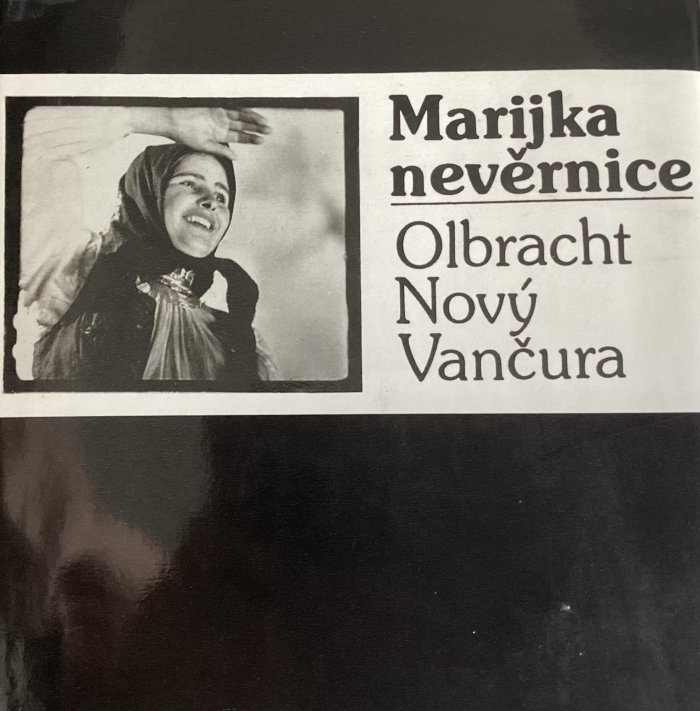 Marijka
nevěrnice
Olbracht
Nový
Vančura